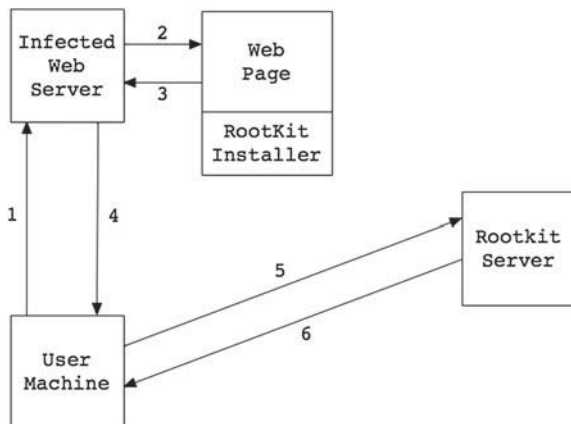 Infected
Web
Server
2
3
Web
Page
RootKit
Installer
1
4
Rootkit
Server
5
6
User
Machine